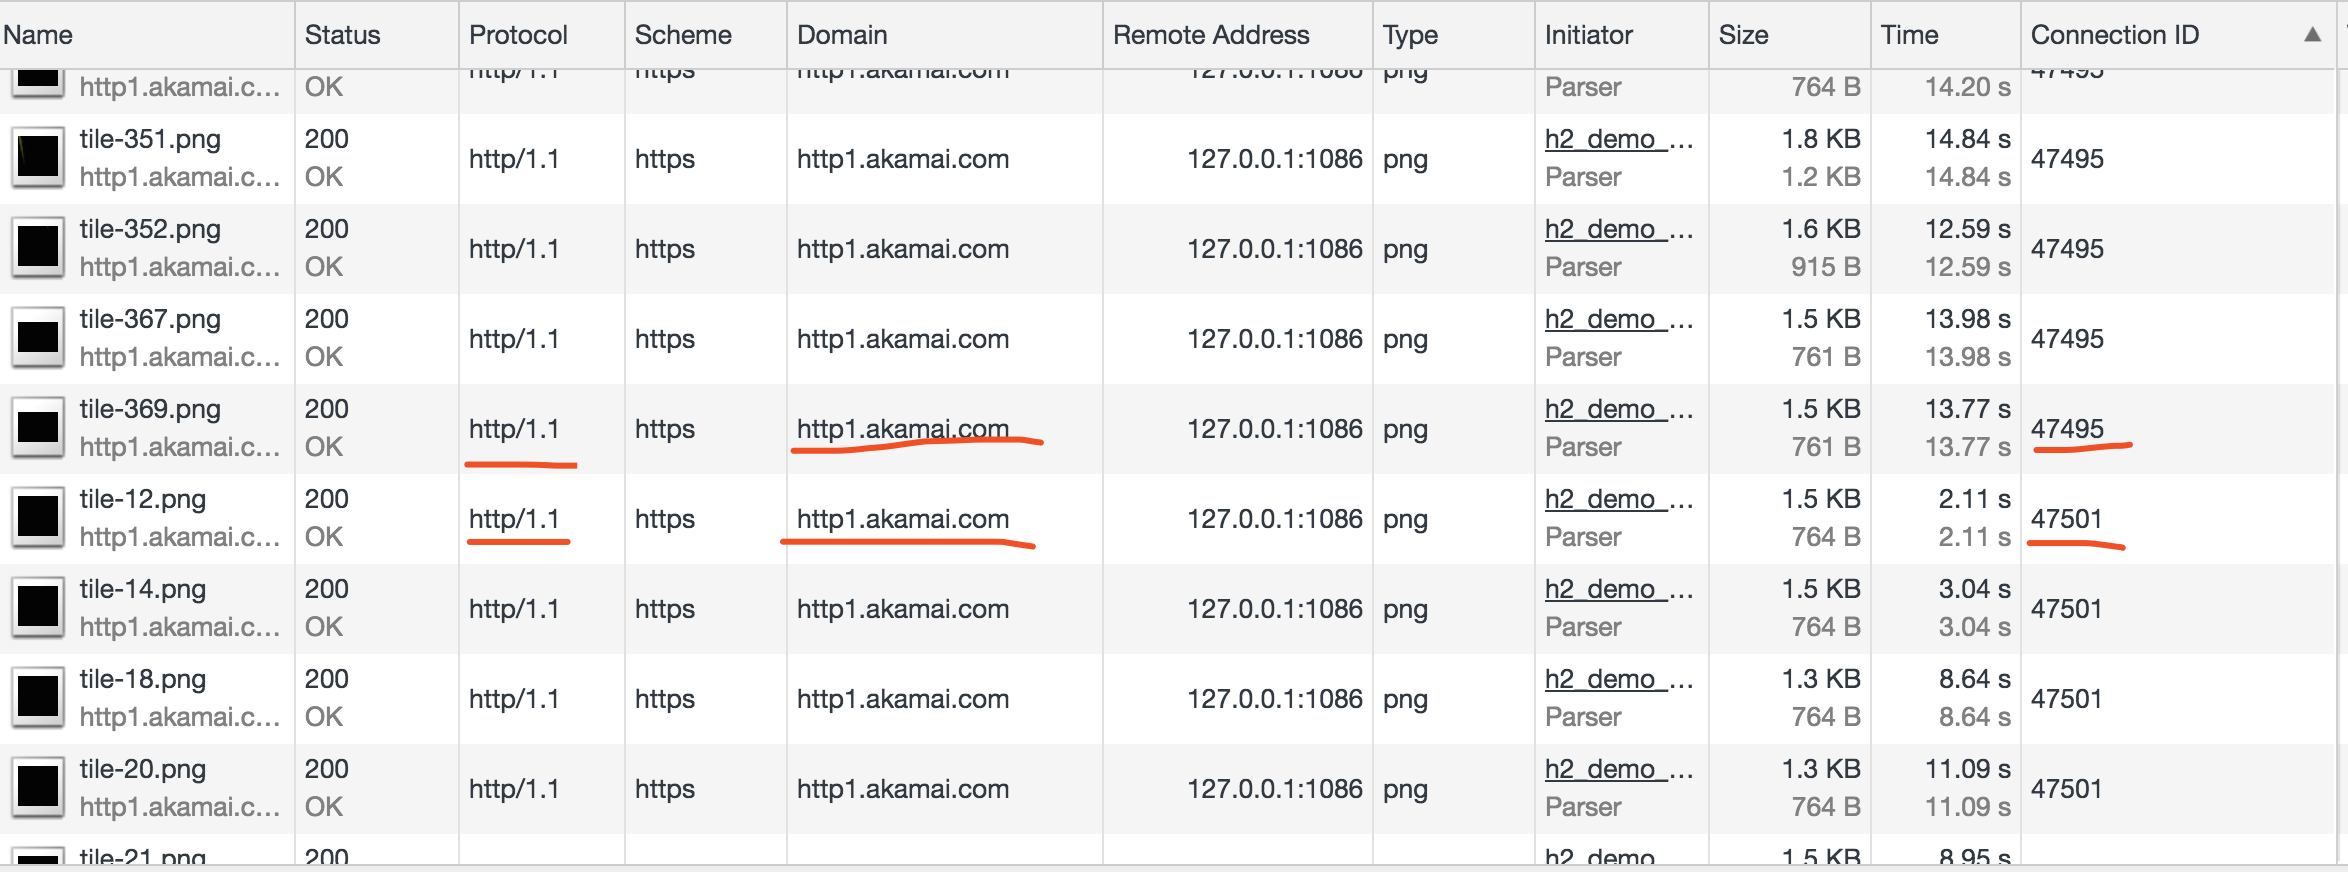 Name Status Protocol Scheme Domain Remote Address Type Initiator Size Time Connection ID ▲
http/1.1 https http1.akamai.com 127.0.0.1:1086 png 47495
http1.akamai.c... OK Parser 764 B 14.20 s
tile-351.png 200 h2_demo_... 1.8 KB 14.84 s
http/1.1 https http1.akamai.com 127.0.0.1:1086 png 47495
http1.akamai.c... OK Parser 1.2 KB 14.84 s
tile-352.png 200 h2_demo_... 1.6 KB 12.59 s
http/1.1 https http1.akamai.com 127.0.0.1:1086 png 47495
http1.akamai.c... OK Parser 915 B 12.59 s
tile-367.png 200 h2_demo_... 1.5 KB 13.98 s
http/1.1 https http1.akamai.com 127.0.0.1:1086 png 47495
http1.akamai.c... OK Parser 761 B 13.98 s
tile-369.png 200 h2_demo_... 1.5 KB 13.77 s
http/1.1 https http1.akamai.com 127.0.0.1:1086 png 47495
http1.akamai.c... OK Parser 761 B 13.77 s
tile-12.png 200 h2_demo_... 1.5 KB 2.11 s
http/1.1 https http1.akamai.com 127.0.0.1:1086 png 47501
http1.akamai.c... OK Parser 764 B 2.11 s
tile-14.png 200 h2_demo_... 1.5 KB 3.04 s
http/1.1 https http1.akamai.com 127.0.0.1:1086 png 47501
http1.akamai.c... OK Parser 764 B 3.04 s
tile-18.png 200 h2_demo_... 1.3 KB 8.64 s
http/1.1 https http1.akamai.com 127.0.0.1:1086 png 47501
http1.akamai.c... OK Parser 764 B 8.64 s
tile-20.png 200 h2_demo_... 1.3 KB 11.09 s
http/1.1 https http1.akamai.com 127.0.0.1:1086 png 47501
http1.akamai.c... OK Parser 764 B 11.09 s
tile-21.png 200 h2_demo 1.5 KB 8.95 s